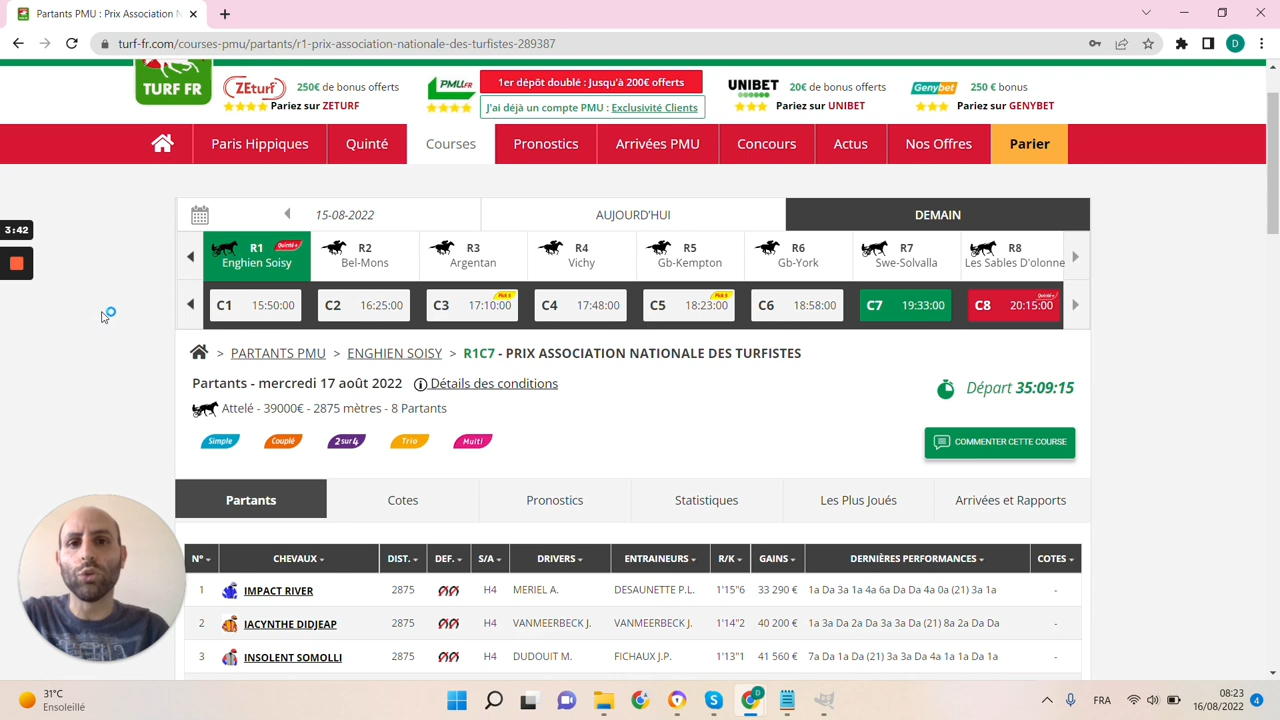 Partants PMU : Prix Association N
turf-fr.com/courses-pmu/partants/r1-prix-association-nationale-des-turfistes-289387
D
TURF FR
ZEturf 250€ de bonus offerts
Pariez sur ZETURF
PMU.FR 1er dépôt doublé : Jusqu'à 200€ offerts
J'ai déjà un compte PMU : Exclusivité Clients
UNIBET 20€ de bonus offerts
Pariez sur UNIBET
Genybet 250 € bonus
Pariez sur GENYBET
Paris Hippiques Quinté Courses Pronostics Arrivées PMU Concours Actus Nos Offres Parier
15-08-2022 AUJOURD'HUI DEMAIN
3:42
R1 Quinté+ R2 R3 R4 R5 R6 R7 R8
Enghien Soisy Bel-Mons Argentan Vichy Gb-Kempton Gb-York Swe-Solvalla Les Sables D'olonne
C1 15:50:00 C2 16:25:00 C3 17:10:00 Pick 5 C4 17:48:00 C5 18:23:00 Pick 5 C6 18:58:00 C7 19:33:00 C8 20:15:00 Quinté+
> PARTANTS PMU > ENGHIEN SOISY > R1C7 - PRIX ASSOCIATION NATIONALE DES TURFISTES
Partants - mercredi 17 août 2022 Détails des conditions
Départ 35:09:15
Attelé - 39000€ - 2875 mètres - 8 Partants
Simple Couplé 2sur4 Trio Multi
COMMENTER CETTE COURSE
Partants Cotes Pronostics Statistiques Les Plus Joués Arrivées et Rapports
N° CHEVAUX DIST. DEF. S/A DRIVERS ENTRAINEURS R/K GAINS DERNIÈRES PERFORMANCES COTES
1 IMPACT RIVER 2875 H4 MERIEL A. DESAUNETTE P.L. 1'15"6 33 290 € 1a Da 3a 1a 4a 6a Da Da 4a 0a (21) 3a 1a -
2 IACYNTHE DIDJEAP 2875 H4 VANMEERBECK J. VANMEERBECK J. 1'14"2 40 200 € 1a 3a Da 2a Da 3a 3a Da (21) 8a 2a Da Da -
3 INSOLENT SOMOLLI 2875 H4 DUDOUIT M. FICHAUX J.P. 1'13"1 41 560 € 7a Da 1a Da (21) 3a 3a Da 4a 1a 1a Da 1a -
31°C
Ensoleillé
FRA
08:23
16/08/2022
4